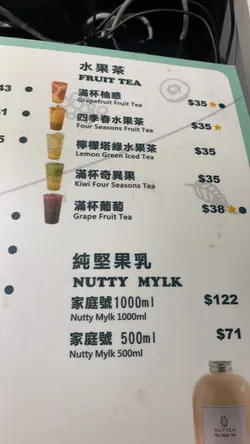 水果茶
FRUIT TEA
43
滿杯柚惑
Grapefruit Fruit Tea
$35
41
四季春水果茶
Four Seasons Fruit Tea
$35
檸檬塔綠水果茶
Lemon Green Iced Tea
$35
滿杯奇異果
Kiwi Four Seasons Tea
$35
滿杯葡萄
Grape Fruit Tea
$38
純堅果乳
NUTTY MYLK
家庭號1000ml
Nutty Mylk 1000ml
$122
家庭號 500ml
Nutty Mylk 500ml
$71
NUTTEA